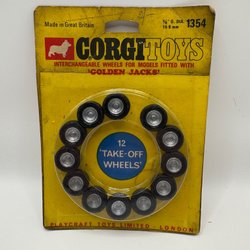 Made in Great Britain
⅝" O. DIA.
15·8 mm
1354
CORGI TOYS
INTERCHANGEABLE WHEELS FOR MODELS FITTED WITH
'GOLDEN JACKS'
12
'TAKE-OFF
WHEELS'
PLAYCRAFT TOYS LIMITED · LONDON